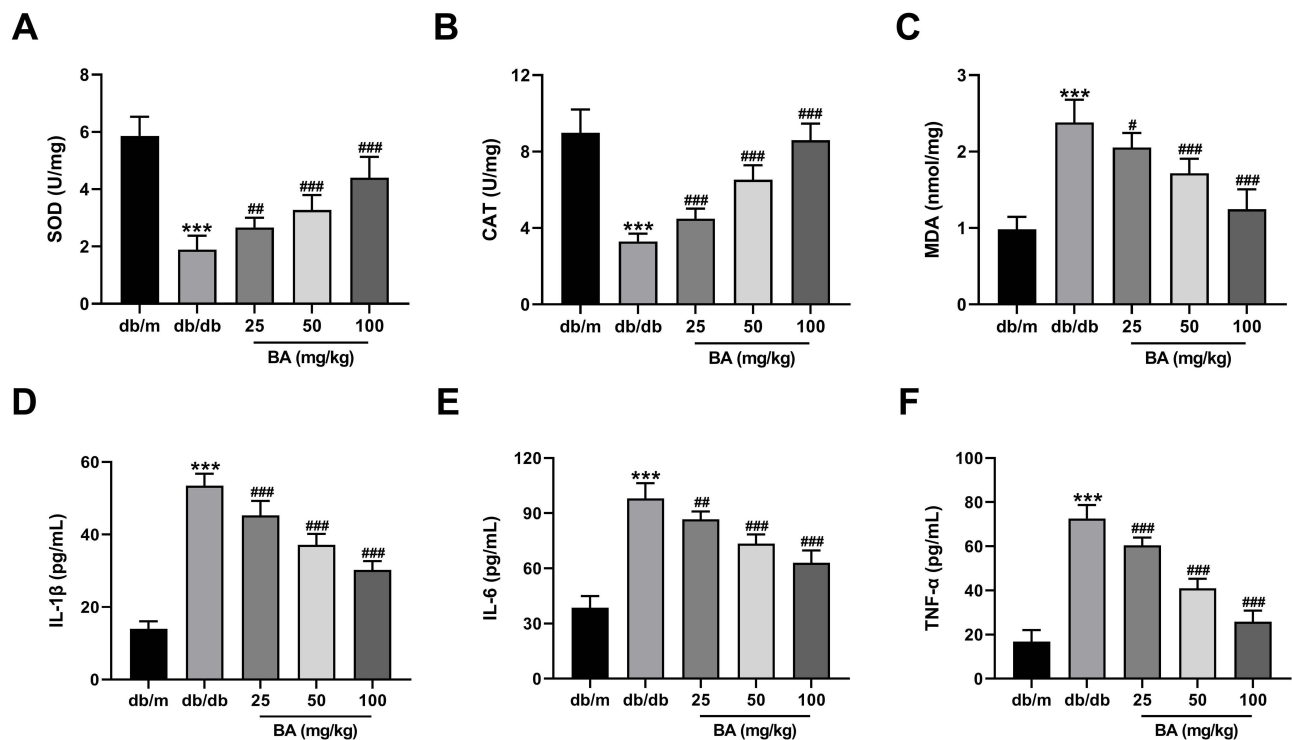 A
SOD (U/mg)
8
6
4
2
0
***
##
###
###
db/m db/db 25 50 100
BA (mg/kg)
B
CAT (U/mg)
12
8
4
0
***
###
###
###
db/m db/db 25 50 100
BA (mg/kg)
C
MDA (nmol/mg)
3
2
1
0
***
#
###
###
db/m db/db 25 50 100
BA (mg/kg)
D
IL-1β (pg/mL)
60
40
20
0
***
###
###
###
db/m db/db 25 50 100
BA (mg/kg)
E
IL-6 (pg/mL)
120
90
60
30
0
***
##
###
###
db/m db/db 25 50 100
BA (mg/kg)
F
TNF-α (pg/mL)
100
80
60
40
20
0
***
###
###
###
db/m db/db 25 50 100
BA (mg/kg)